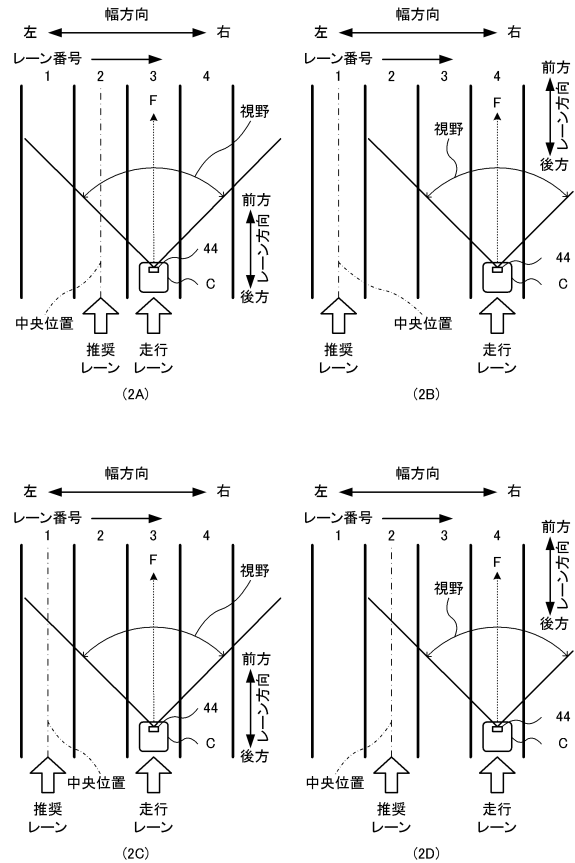 幅方向
左 右
レーン番号
1 2 3 4
F
視野
前方
レーン方向
後方
44
C
中央位置
推奨
レーン
走行
レーン
(2A)
幅方向
左 右
レーン番号
1 2 3 4
F
前方
レーン方向
後方
視野
44
C
中央位置
推奨
レーン
走行
レーン
(2B)
幅方向
左 右
レーン番号
1 2 3 4
F
視野
前方
レーン方向
後方
44
C
中央位置
推奨
レーン
走行
レーン
(2C)
幅方向
左 右
レーン番号
1 2 3 4
F
前方
レーン方向
後方
視野
44
C
中央位置
推奨
レーン
走行
レーン
(2D)